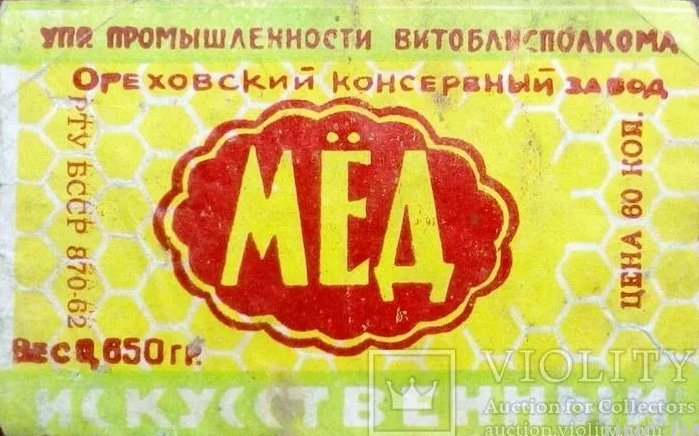 УПР ПРОМЫШЛЕННОСТИ ВИТОБЛИСПОЛКОМА
ОРЕХОВСКИЙ КОНСЕРВНЫЙ ЗАВОД
РТУ БССР 870-62
МЁД
ЦЕНА 60 КОП.
ВЕС 0,650 ГР.
ИСКУССТВЕННЫЙ
VIOLITY
Auction for Collectors
auction.violity.com